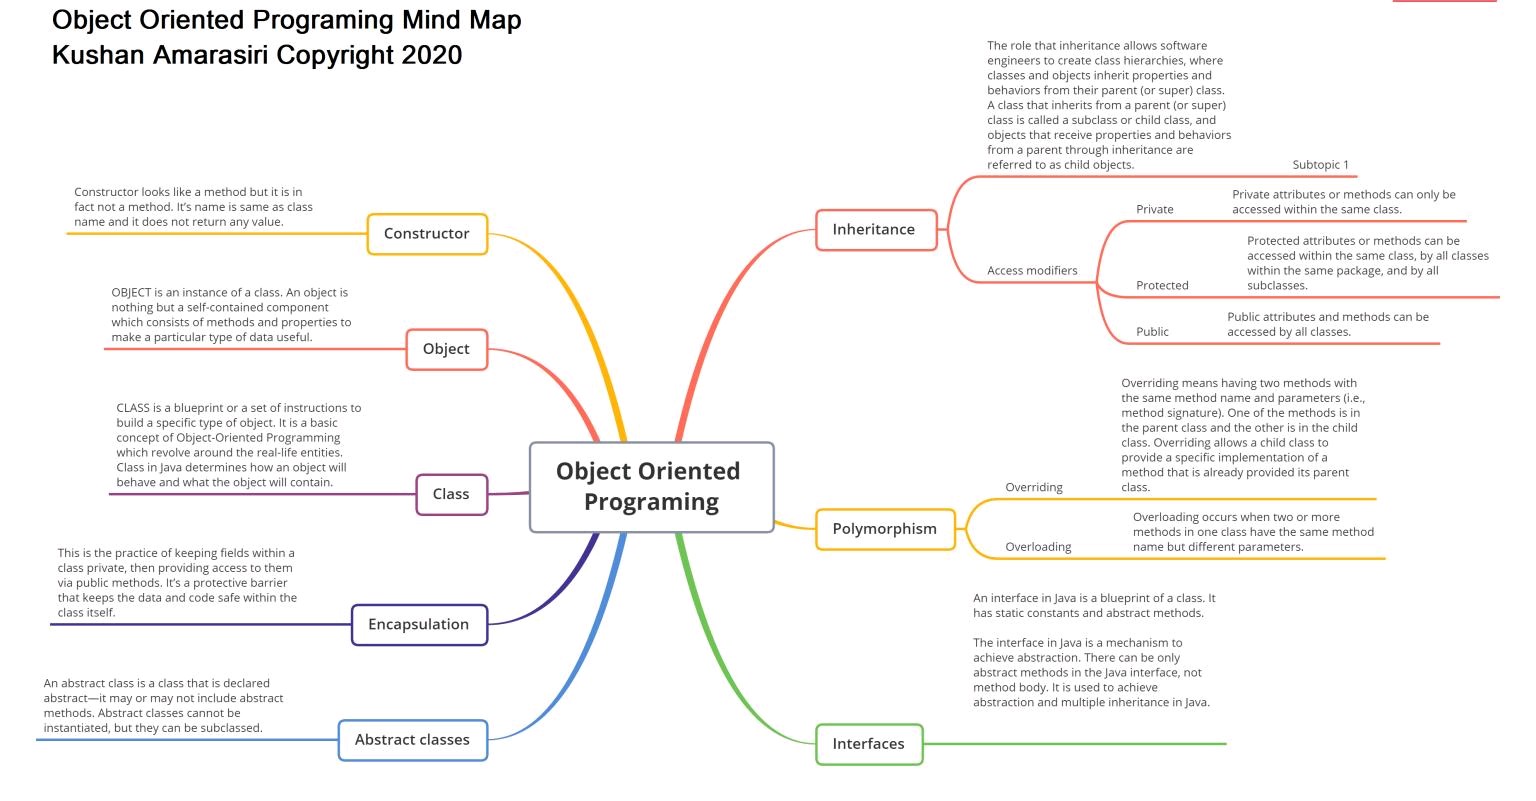 Object Oriented Programing Mind Map
Kushan Amarasiri Copyright 2020
Constructor looks like a method but it is in
fact not a method. It’s name is same as class
name and it does not return any value.
Constructor
OBJECT is an instance of a class. An object is
nothing but a self-contained component
which consists of methods and properties to
make a particular type of data useful.
Object
CLASS is a blueprint or a set of instructions to
build a specific type of object. It is a basic
concept of Object-Oriented Programming
which revolve around the real-life entities.
Class in Java determines how an object will
behave and what the object will contain.
Class
This is the practice of keeping fields within a
class private, then providing access to them
via public methods. It’s a protective barrier
that keeps the data and code safe within the
class itself.
Encapsulation
An abstract class is a class that is declared
abstract—it may or may not include abstract
methods. Abstract classes cannot be
instantiated, but they can be subclassed.
Abstract classes
Object Oriented
Programing
Inheritance
The role that inheritance allows software
engineers to create class hierarchies, where
classes and objects inherit properties and
behaviors from their parent (or super) class.
A class that inherits from a parent (or super)
class is called a subclass or child class, and
objects that receive properties and behaviors
from a parent through inheritance are
referred to as child objects.
Subtopic 1
Access modifiers
Private
Private attributes or methods can only be
accessed within the same class.
Protected
Protected attributes or methods can be
accessed within the same class, by all classes
within the same package, and by all
subclasses.
Public
Public attributes and methods can be
accessed by all classes.
Polymorphism
Overriding
Overriding means having two methods with
the same method name and parameters (i.e.,
method signature). One of the methods is in
the parent class and the other is in the child
class. Overriding allows a child class to
provide a specific implementation of a
method that is already provided its parent
class.
Overloading
Overloading occurs when two or more
methods in one class have the same method
name but different parameters.
Interfaces
An interface in Java is a blueprint of a class. It
has static constants and abstract methods.
The interface in Java is a mechanism to
achieve abstraction. There can be only
abstract methods in the Java interface, not
method body. It is used to achieve
abstraction and multiple inheritance in Java.